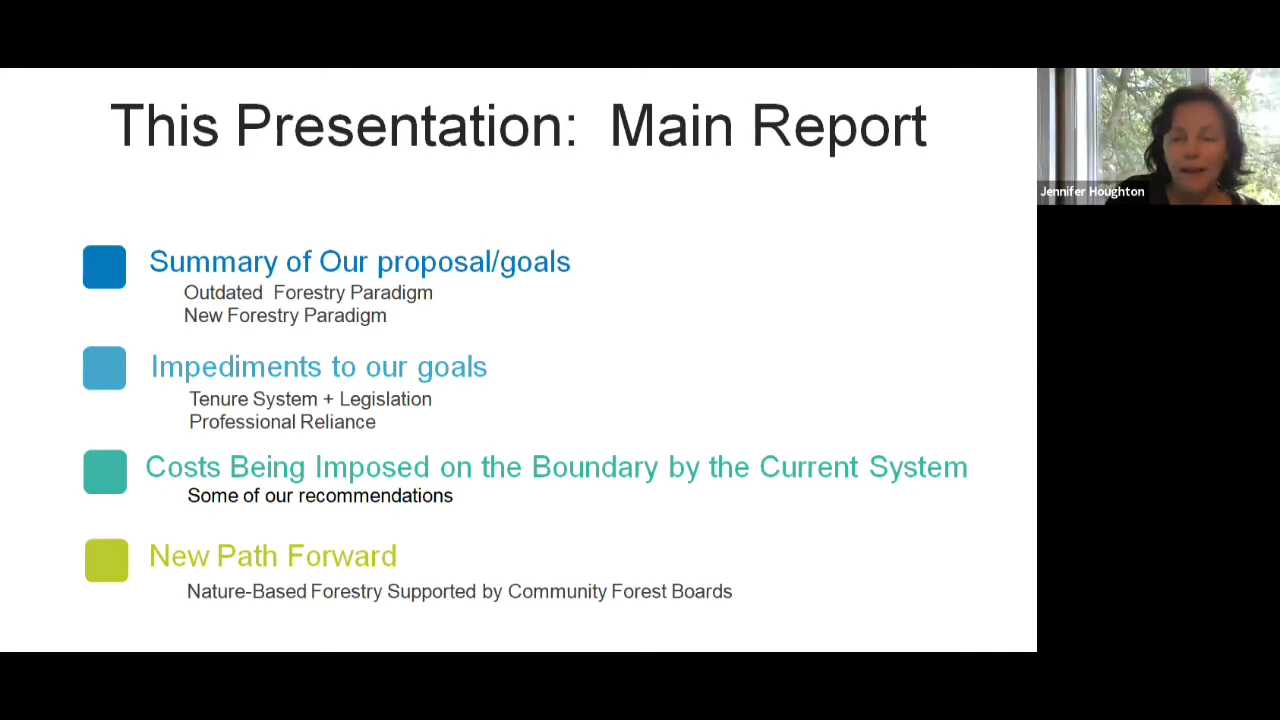 This Presentation: Main Report
Jennifer Houghton
Summary of Our proposal/goals
Outdated Forestry Paradigm
New Forestry Paradigm
Impediments to our goals
Tenure System + Legislation
Professional Reliance
Costs Being Imposed on the Boundary by the Current System
Some of our recommendations
New Path Forward
Nature-Based Forestry Supported by Community Forest Boards